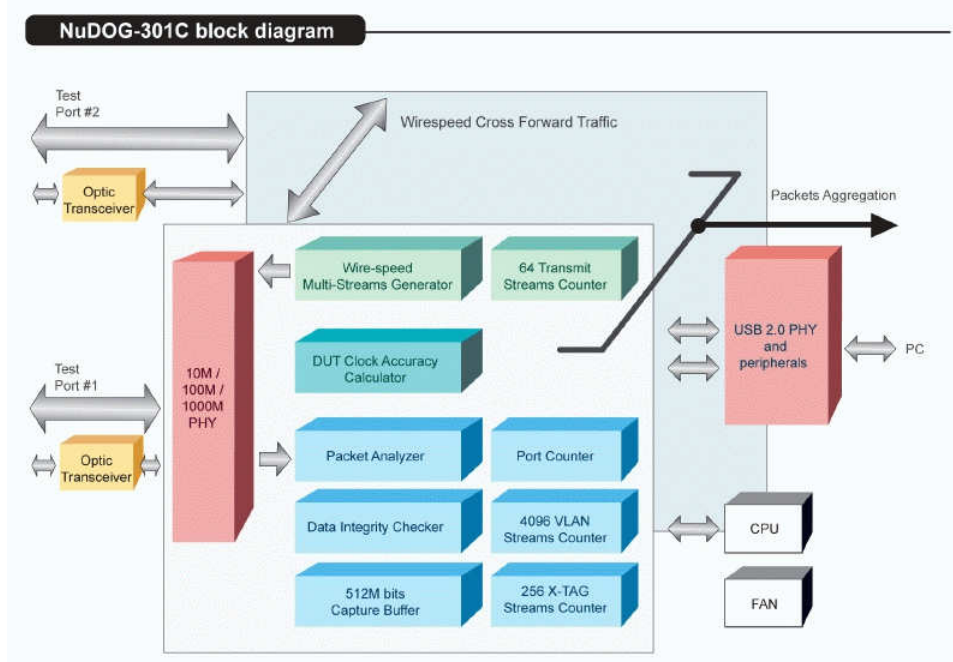 NuDOG-301C block diagram
Test
Port #2
Wirespeed Cross Forward Traffic
Optic
Transceiver
Packets Aggregation
Wire-speed
Multi-Streams Generator
64 Transmit
Streams Counter
USB 2.0 PHY
and
peripherals
PC
DUT Clock Accuracy
Calculator
Test
Port #1
10M /
100M /
1000M
PHY
Optic
Transceiver
Packet Analyzer
Port Counter
Data Integrity Checker
4096 VLAN
Streams Counter
CPU
512M bits
Capture Buffer
256 X-TAG
Streams Counter
FAN